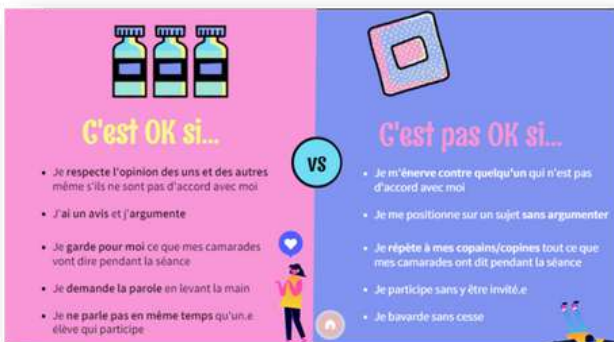 C'est OK si...
• Je respecte l'opinion des uns et des autres
même s'ils ne sont pas d'accord avec moi
• J'ai un avis et j'argumente
• Je garde pour moi ce que mes camarades
vont dire pendant la séance
• Je demande la parole en levant la main
• Je ne parle pas en même temps qu'un.e
élève qui participe
VS
C'est pas OK si...
• Je m'énerve contre quelqu'un qui n'est pas
d'accord avec moi
• Je me positionne sur un sujet sans argumenter
• Je répète à mes copains/copines tout ce que
mes camarades ont dit pendant la séance
• Je participe sans y être invité.e
• Je bavarde sans cesse